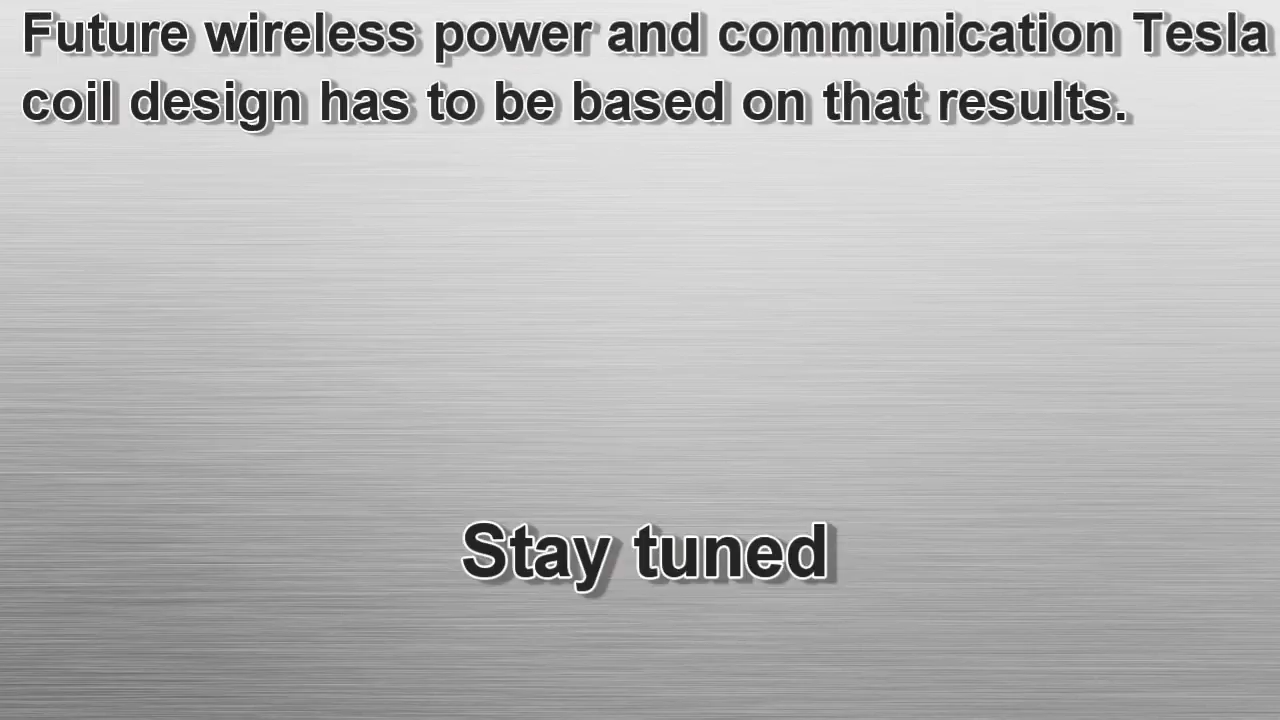 Future wireless power and communication Tesla
coil design has to be based on that results.
Stay tuned